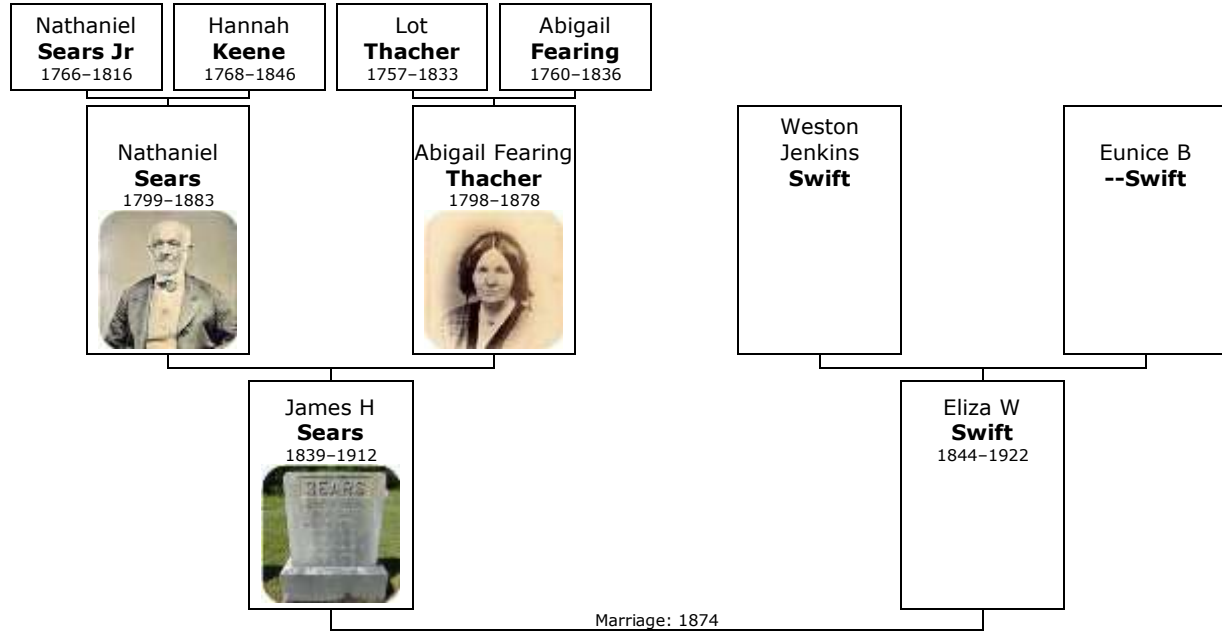 Nathaniel
Sears Jr
1766–1816
Hannah
Keene
1768–1846
Lot
Thacher
1757–1833
Abigail
Fearing
1760–1836
Nathaniel
Sears
1799–1883
Abigail Fearing
Thacher
1798–1878
Weston
Jenkins
Swift
Eunice B
--Swift
James H
Sears
1839–1912
SEARS
Eliza W
Swift
1844–1922
Marriage: 1874